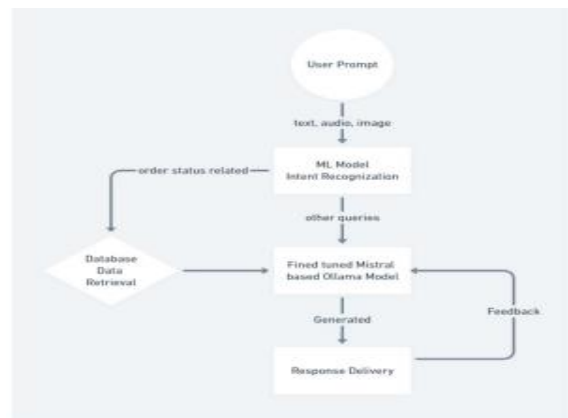 User Prompt
text, audio, image
ML Model
Intent Recognization
order status related
other queries
Database
Data
Retrieval
Fined tuned Mistral
based Ollama Model
Feedback
Generated
Response Delivery